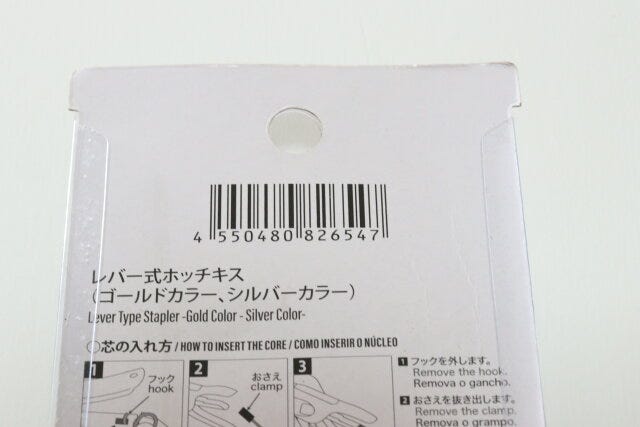 4 550480 826547
レバー式ホッチキス
（ゴールドカラー、シルバーカラー）
Lever Type Stapler -Gold Color - Silver Color-
○芯の入れ方 / HOW TO INSERT THE CORE / COMO INSERIR O NÚCLEO
1 フック
hook
2 おさえ
clamp
3
1 フックを外します。
Remove the hook.
Remova o gancho.
2 おさえを抜き出します。
Remove the clamp.
Remova o grampo.